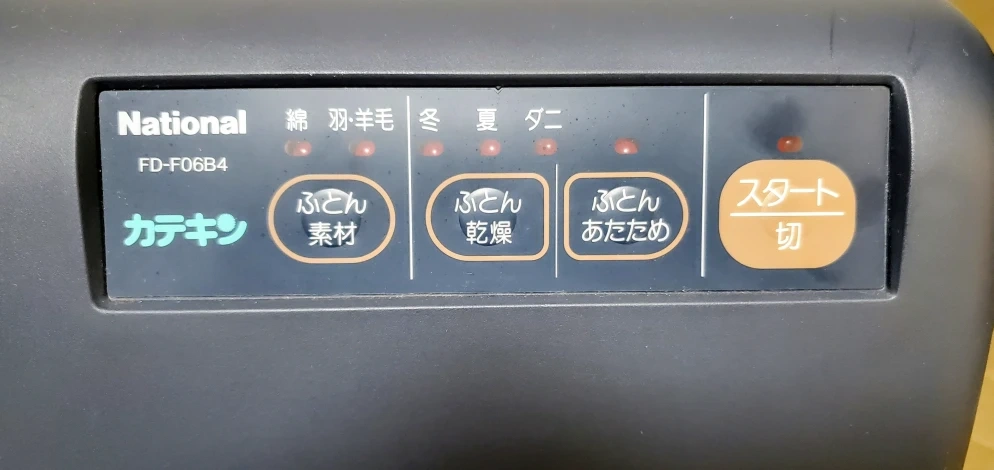 National
FD-F06B4
カテキン
綿 羽・羊毛 冬 夏 ダニ
ふとん
素材
ふとん
乾燥
ふとん
あたため
スタート
切